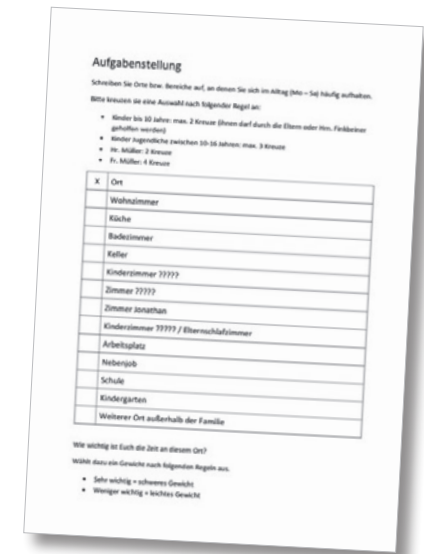 Aufgabenstellung
Schreiben Sie Orte bzw. Bereiche auf, an denen Sie sich im Alltag (Mo – So) häufig aufhalten.
Bitte kreuzen sie eine Auswahl nach folgender Regel an:
• Kinder bis 10 Jahre: max. 2 Kreuze (ihnen darf durch die Eltern oder Hrn. Finkbeiner
geholfen werden)
• Kinder Jugendliche zwischen 10-16 Jahren: max. 3 Kreuze
• Hr. Müller: 2 Kreuze
• Fr. Müller: 4 Kreuze
X Ort
Wohnzimmer
Küche
Badezimmer
Keller
Kinderzimmer ?????
Zimmer ?????
Zimmer Jonathan
Kinderzimmer ????? / Elternschlafzimmer
Arbeitsplatz
Nebenjob
Schule
Kindergarten
Weiterer Ort außerhalb der Familie
Wie wichtig ist Euch die Zeit an diesem Ort?
Wählt dazu ein Gewicht nach folgenden Regeln aus.
• Sehr wichtig = schweres Gewicht
• Weniger wichtig = leichtes Gewicht